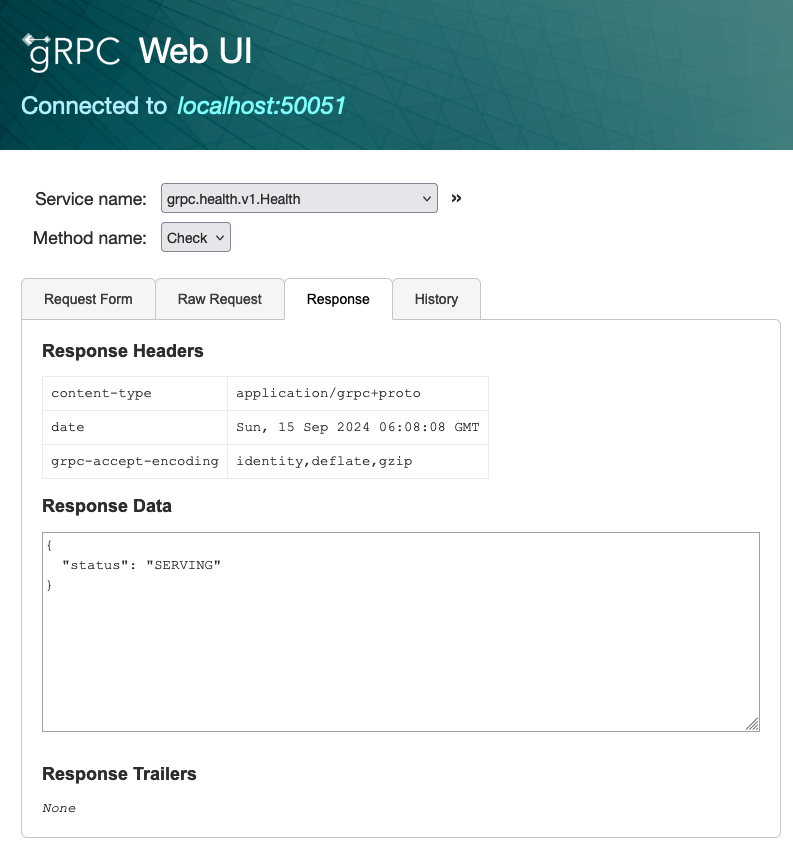 gRPC Web UI
Connected to localhost:50051
Service name: grpc.health.v1.Health »
Method name: Check
Request Form Raw Request Response History
Response Headers
content-type application/grpc+proto
date Sun, 15 Sep 2024 06:08:08 GMT
grpc-accept-encoding identity,deflate,gzip
Response Data
{
  "status": "SERVING"
}
Response Trailers
None